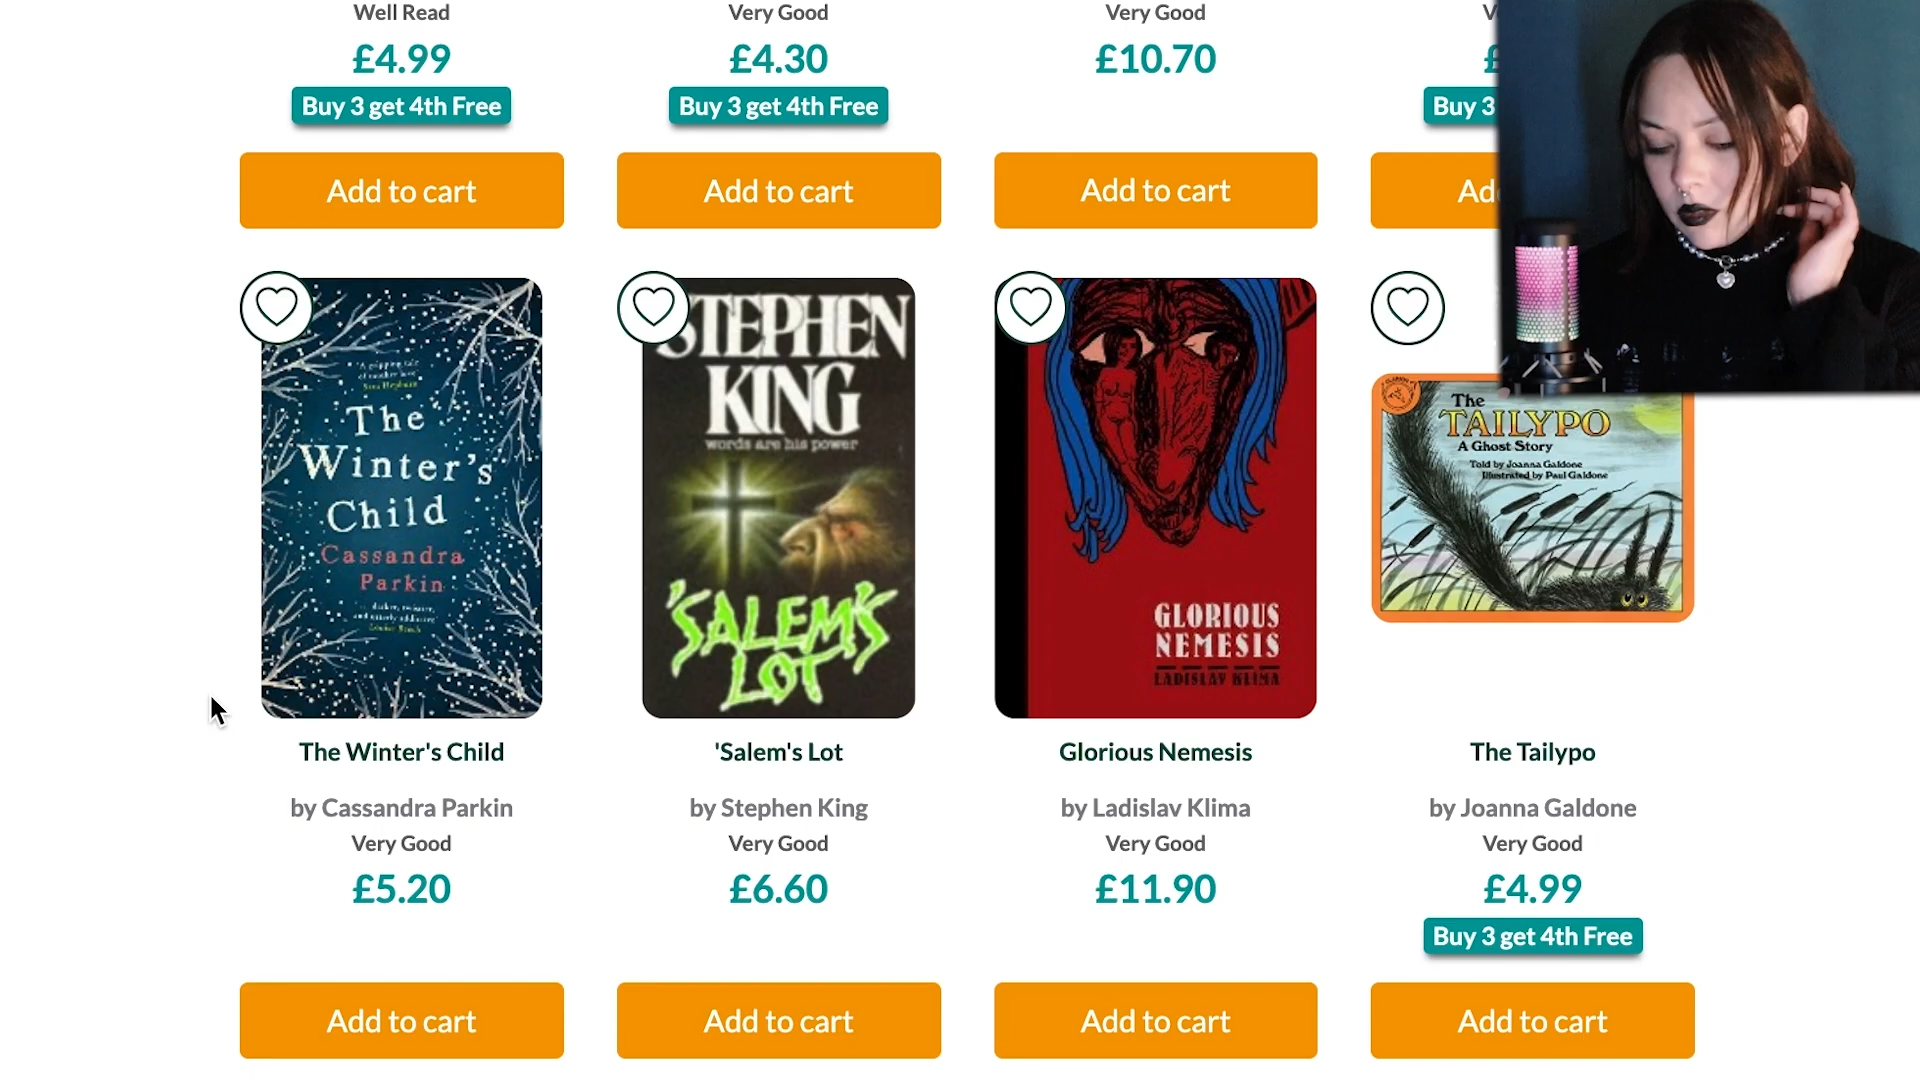 Well Read
Very Good
Very Good
£4.99
£4.30
£10.70
Buy 3 get 4th Free
Buy 3 get 4th Free
Buy 3
Add to cart
Add to cart
Add to cart
STEPHEN
KING
words are his power
'SALEM'S
LOT
The
Winter's
Child
Cassandra
Parkin
GLORIOUS
NEMESIS
LADISLAV KLIMA
The
TAILYPO
A Ghost Story
Told by Joanna Galdone
Illustrated by Paul Galdone
The Winter's Child
'Salem's Lot
Glorious Nemesis
The Tailypo
by Cassandra Parkin
by Stephen King
by Ladislav Klima
by Joanna Galdone
Very Good
Very Good
Very Good
Very Good
£5.20
£6.60
£11.90
£4.99
Buy 3 get 4th Free
Add to cart
Add to cart
Add to cart
Add to cart